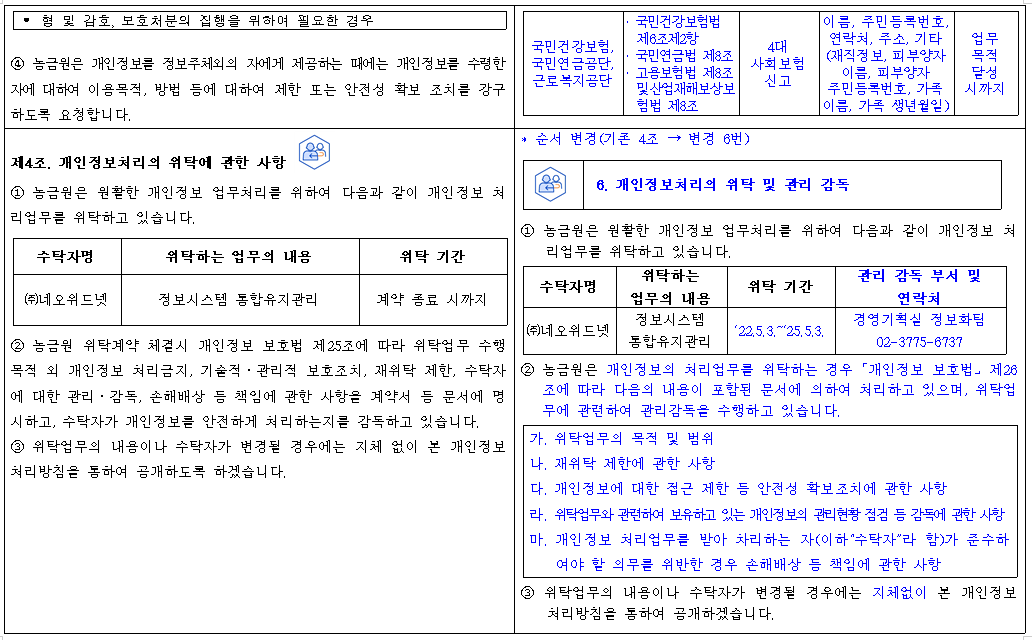 • 형 및 감호, 보호처분의 집행을 위하여 필요한 경우
④ 농금원은 개인정보를 정보주체외의 자에게 제공하는 때에는 개인정보를 수령한
자에 대하여 이용목적, 방법 등에 대하여 제한 또는 안전성 확보 조치를 강구
하도록 요청합니다.
제4조. 개인정보처리의 위탁에 관한 사항
① 농금원은 원활한 개인정보 업무처리를 위하여 다음과 같이 개인정보 처
리업무를 위탁하고 있습니다.
수탁자명 위탁하는 업무의 내용 위탁 기간
㈜네오위드넷 정보시스템 통합유지관리 계약 종료 시까지
② 농금원 위탁계약 체결시 개인정보 보호법 제25조에 따라 위탁업무 수행
목적 외 개인정보 처리금지, 기술적·관리적 보호조치, 재위탁 제한, 수탁자
에 대한 관리·감독, 손해배상 등 책임에 관한 사항을 계약서 등 문서에 명
시하고, 수탁자가 개인정보를 안전하게 처리하는지를 감독하고 있습니다.
③ 위탁업무의 내용이나 수탁자가 변경될 경우에는 지체 없이 본 개인정보
처리방침을 통하여 공개하도록 하겠습니다.
국민건강보험,
국민연금공단,
근로복지공단
· 국민건강보험법
제6조제2항
· 국민연금법 제8조
· 고용보험법 제8조
및산업재해보상보
험법 제8조
4대
사회보험
신고
이름, 주민등록번호,
연락처, 주소, 기타
(재직정보, 피부양자
이름, 피부양자
주민등록번호, 가족
이름, 가족 생년월일)
업무
목적
달성
시까지
* 순서 변경(기존 4조 → 변경 6번)
6. 개인정보처리의 위탁 및 관리 감독
① 농금원은 원활한 개인정보 업무처리를 위하여 다음과 같이 개인정보 처
리업무를 위탁하고 있습니다.
수탁자명
위탁하는
업무의 내용
위탁 기간
관리 감독 부서 및
연락처
㈜네오위드넷
정보시스템
통합유지관리
‘22.5.3.~’25.5.3.
경영기획실 정보화팀
02-3775-6737
② 농금원은 개인정보의 처리업무를 위탁하는 경우 「개인정보 보호법」 제26
조에 따라 다음의 내용이 포함된 문서에 의하여 처리하고 있으며, 위탁업
무에 관련하여 관리감독을 수행하고 있습니다.
가. 위탁업무의 목적 및 범위
나. 재위탁 제한에 관한 사항
다. 개인정보에 대한 접근 제한 등 안전성 확보조치에 관한 사항
라. 위탁업무와 관련하여 보유하고 있는 개인정보의 관리현황 점검 등 감독에 관한 사항
마. 개인정보 처리업무를 받아 차리하는 자(이하“수탁자”라 함)가 준수하
여야 할 의무를 위반한 경우 손해배상 등 책임에 관한 사항
③ 위탁업무의 내용이나 수탁자가 변경될 경우에는 지체없이 본 개인정보
처리방침을 통하여 공개하겠습니다.